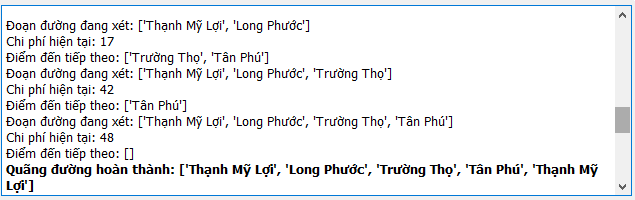 Đoạn đường đang xét: ['Thạnh Mỹ Lợi', 'Long Phước']
Chi phí hiện tại: 17
Điểm đến tiếp theo: ['Trường Thọ', 'Tân Phú']
Đoạn đường đang xét: ['Thạnh Mỹ Lợi', 'Long Phước', 'Trường Thọ']
Chi phí hiện tại: 42
Điểm đến tiếp theo: ['Tân Phú']
Đoạn đường đang xét: ['Thạnh Mỹ Lợi', 'Long Phước', 'Trường Thọ', 'Tân Phú']
Chi phí hiện tại: 48
Điểm đến tiếp theo: []
Quãng đường hoàn thành: ['Thạnh Mỹ Lợi', 'Long Phước', 'Trường Thọ', 'Tân Phú', 'Thạnh Mỹ
Lợi']